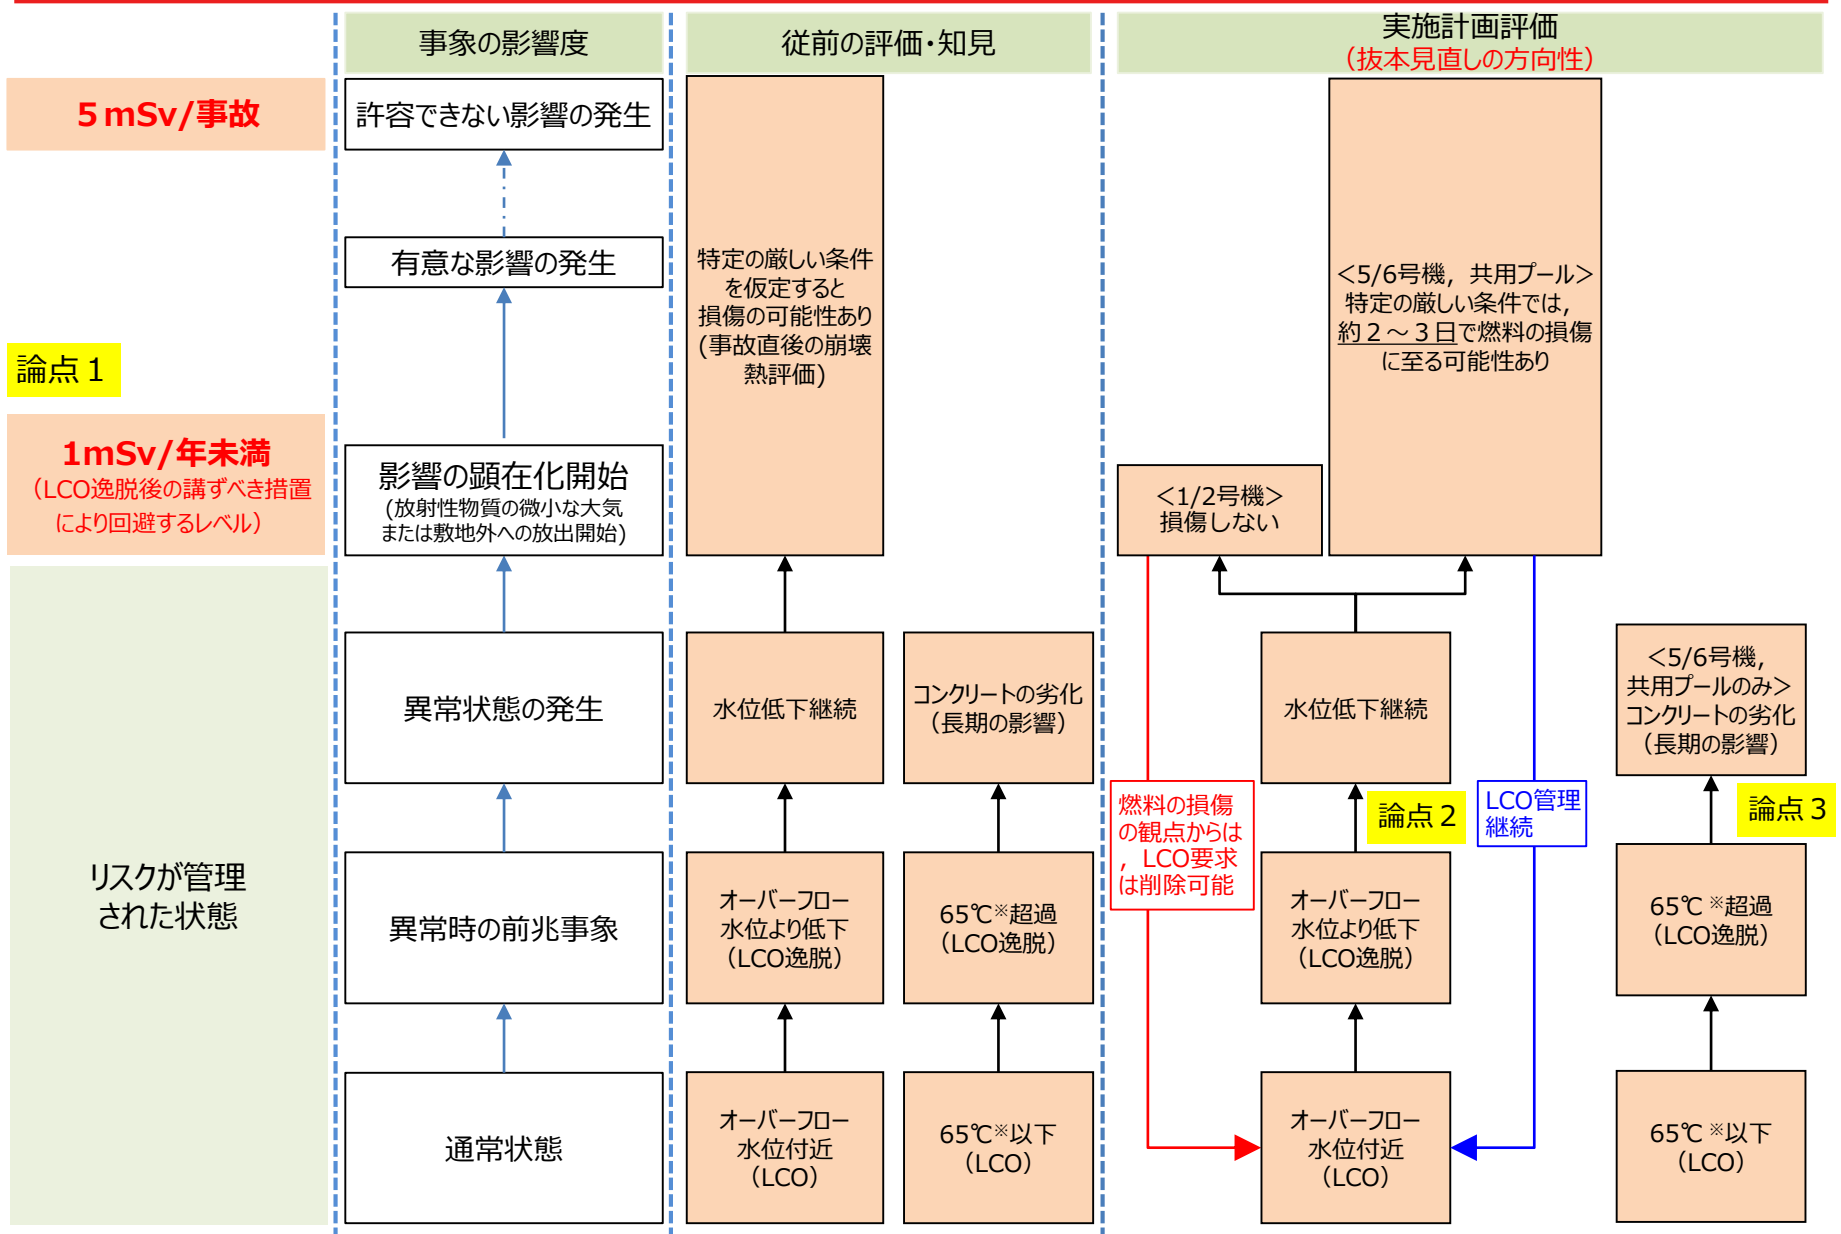 事象の影響度
従前の評価・知見
実施計画評価
（抜本見直しの方向性）
５mSv/事故
許容できない影響の発生
有意な影響の発生
論点１
1mSv/年未満
（LCO逸脱後の講ずべき措置
により回避するレベル）
影響の顕在化開始
(放射性物質の微小な大気
または敷地外への放出開始)
リスクが管理
された状態
異常状態の発生
異常時の前兆事象
通常状態
特定の厳しい条件
を仮定すると
損傷の可能性あり
(事故直後の崩壊
熱評価)
水位低下継続
オーバーフロー
水位より低下
（LCO逸脱）
オーバーフロー
水位付近
（LCO）
コンクリートの劣化
（長期の影響）
65℃※超過
（LCO逸脱）
65℃※以下
（LCO）
＜1/2号機＞
損傷しない
＜5/6号機，共用プール＞
特定の厳しい条件では，
約２～３日で燃料の損傷
に至る可能性あり
水位低下継続
燃料の損傷
の観点からは
，LCO要求
は削除可能
論点２
LCO管理
継続
オーバーフロー
水位より低下
（LCO逸脱）
オーバーフロー
水位付近
（LCO）
＜5/6号機，
共用プールのみ＞
コンクリートの劣化
（長期の影響）
論点３
65℃※超過
（LCO逸脱）
65℃※以下
（LCO）